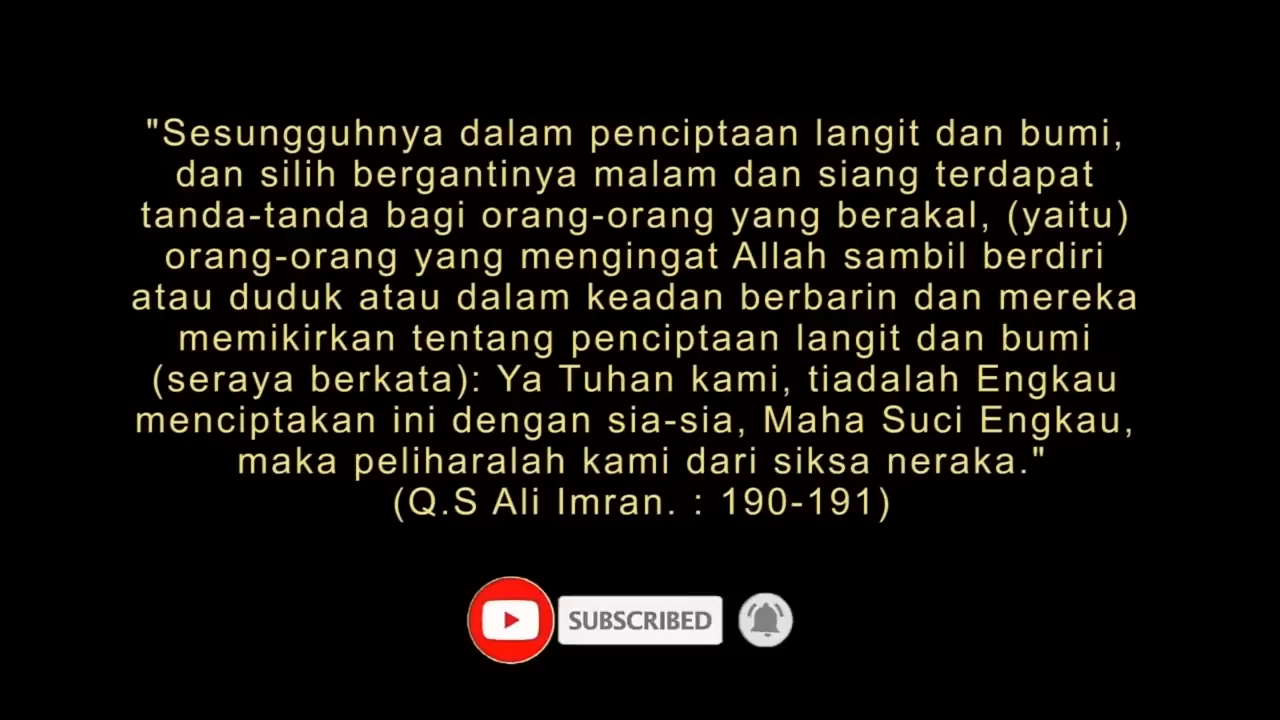 "Sesungguhnya dalam penciptaan langit dan bumi,
dan silih bergantinya malam dan siang terdapat
tanda-tanda bagi orang-orang yang berakal, (yaitu)
orang-orang yang mengingat Allah sambil berdiri
atau duduk atau dalam keadan berbarin dan mereka
memikirkan tentang penciptaan langit dan bumi
(seraya berkata): Ya Tuhan kami, tiadalah Engkau
menciptakan ini dengan sia-sia, Maha Suci Engkau,
maka peliharalah kami dari siksa neraka."
(Q.S Ali Imran. : 190-191)
SUBSCRIBED